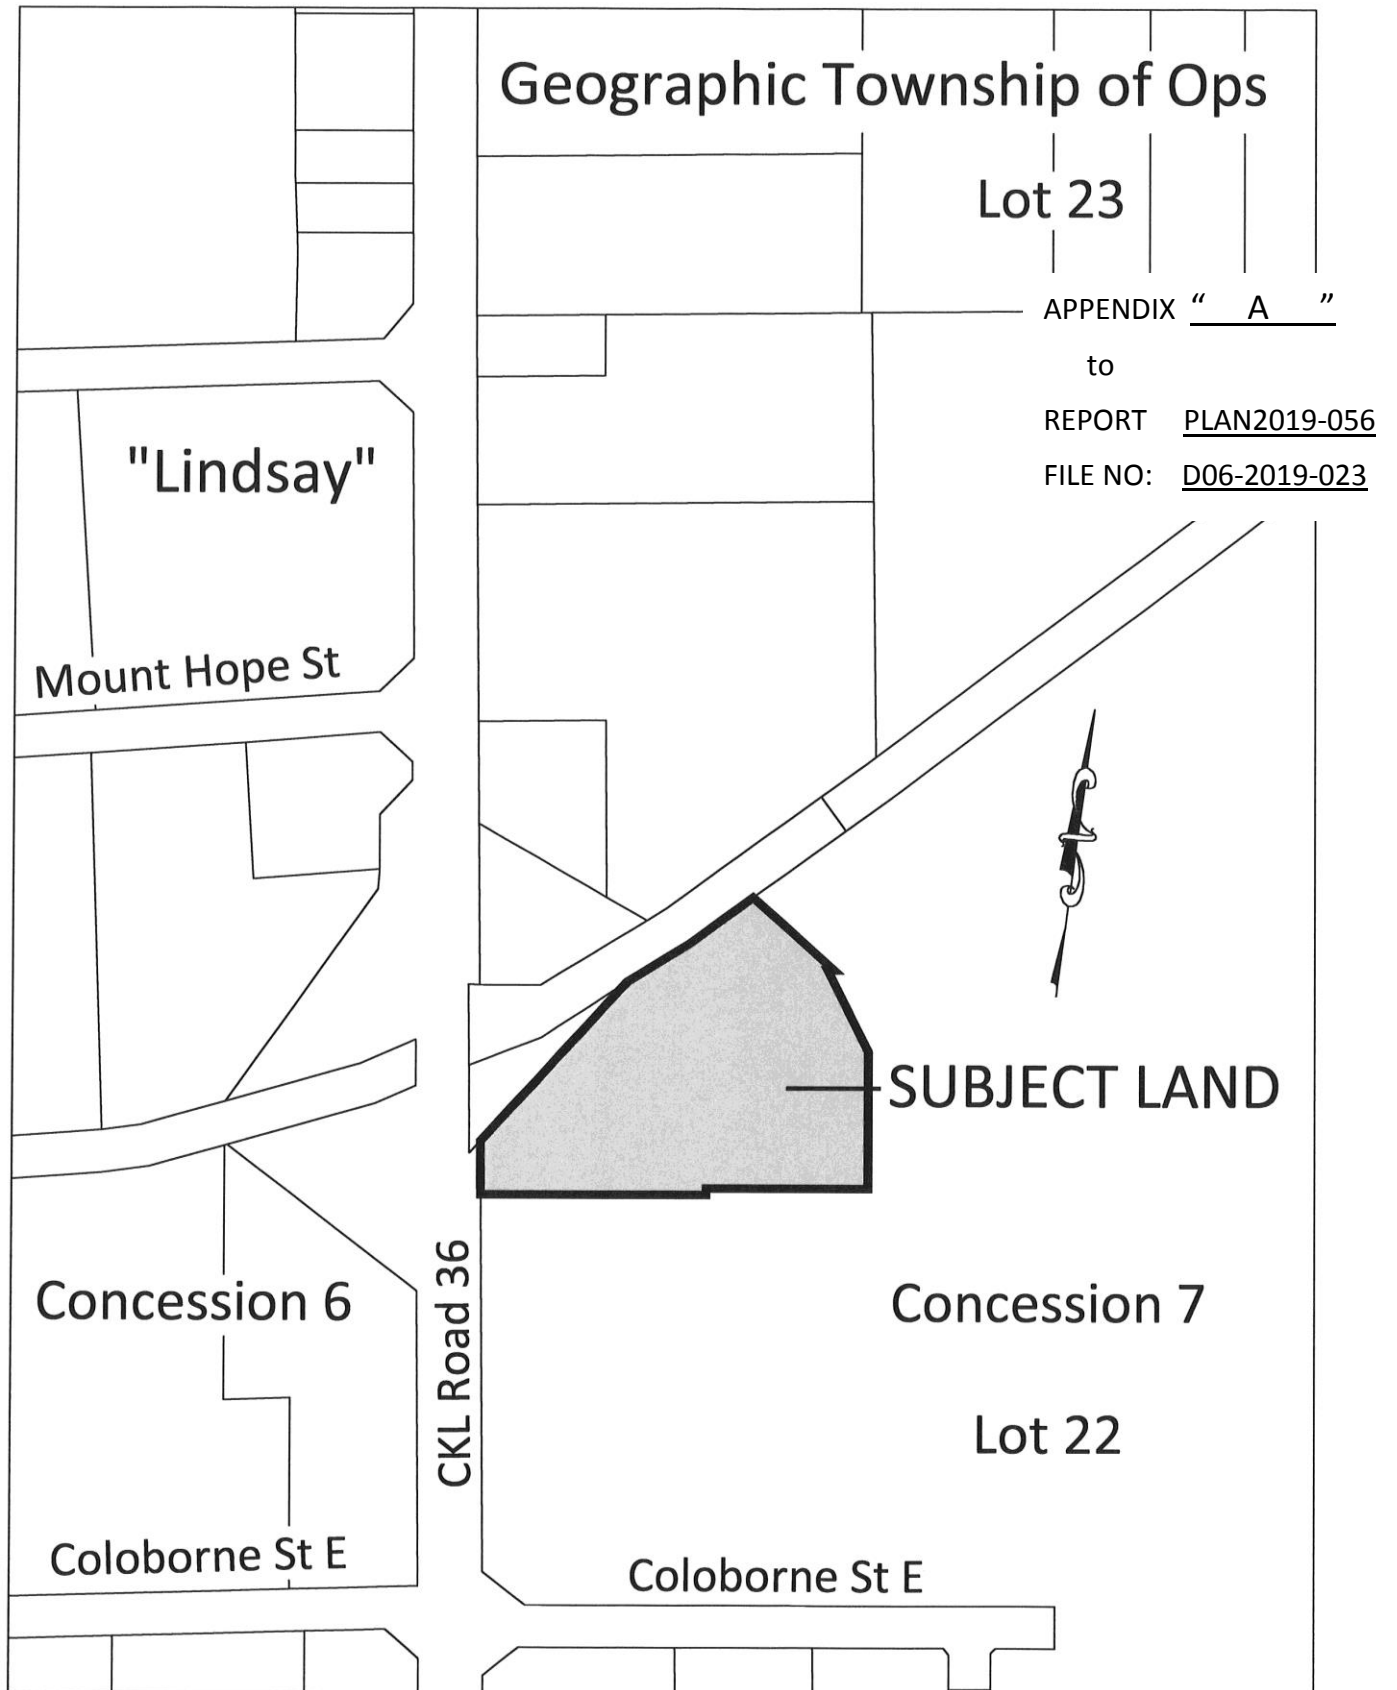 Geographic Township of Ops
Lot 23
APPENDIX “ A ”
to
REPORT PLAN2019-056
FILE NO: D06-2019-023
"Lindsay"
Mount Hope St
SUBJECT LAND
Concession 6
CKL Road 36
Concession 7
Lot 22
Coloborne St E
Coloborne St E